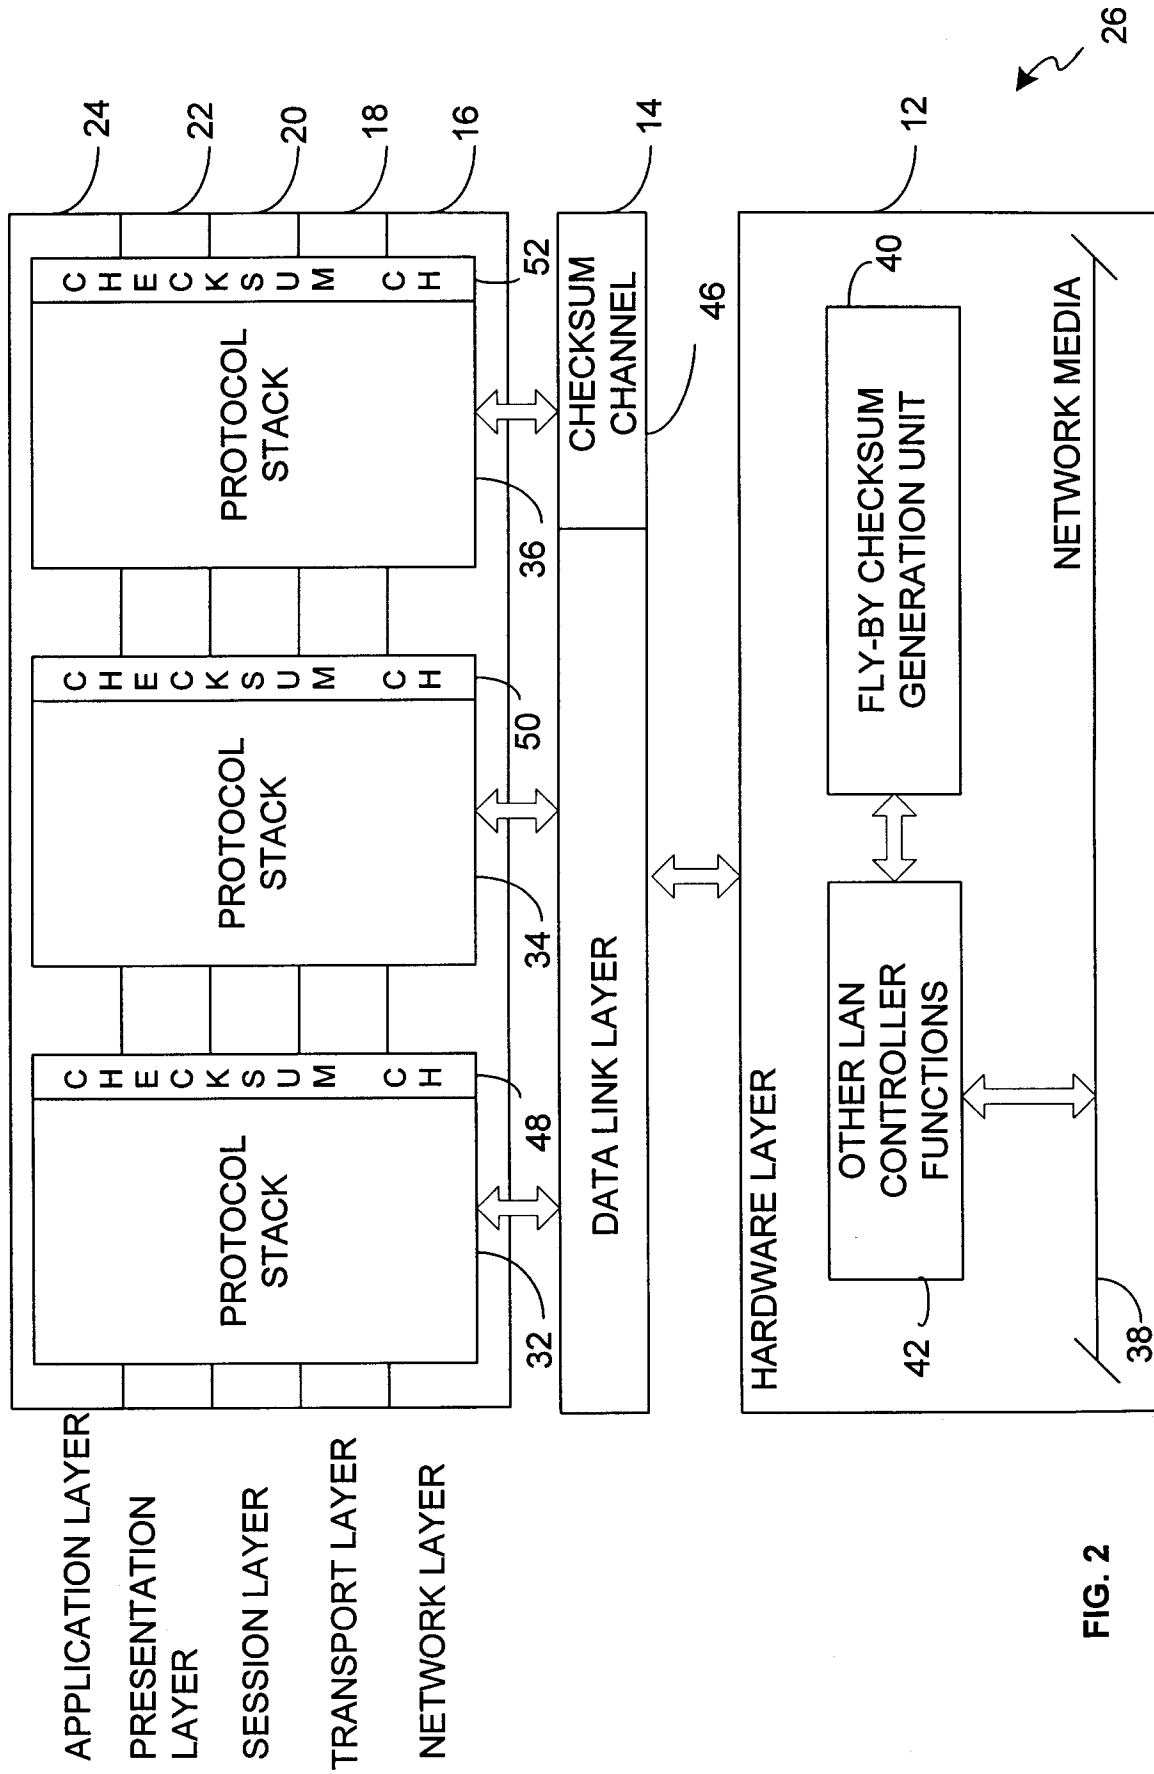 APPLICATION LAYER
PRESENTATION
LAYER
SESSION LAYER
TRANSPORT LAYER
NETWORK LAYER
PROTOCOL
STACK
CHECKSUM CH
PROTOCOL
STACK
CHECKSUM CH
PROTOCOL
STACK
CHECKSUM CH
24
22
20
18
16
32
48
34
50
36
52
DATA LINK LAYER
CHECKSUM
CHANNEL
14
46
HARDWARE LAYER
12
OTHER LAN
CONTROLLER
FUNCTIONS
42
FLY-BY CHECKSUM
GENERATION UNIT
40
NETWORK MEDIA
38
26
FIG. 2